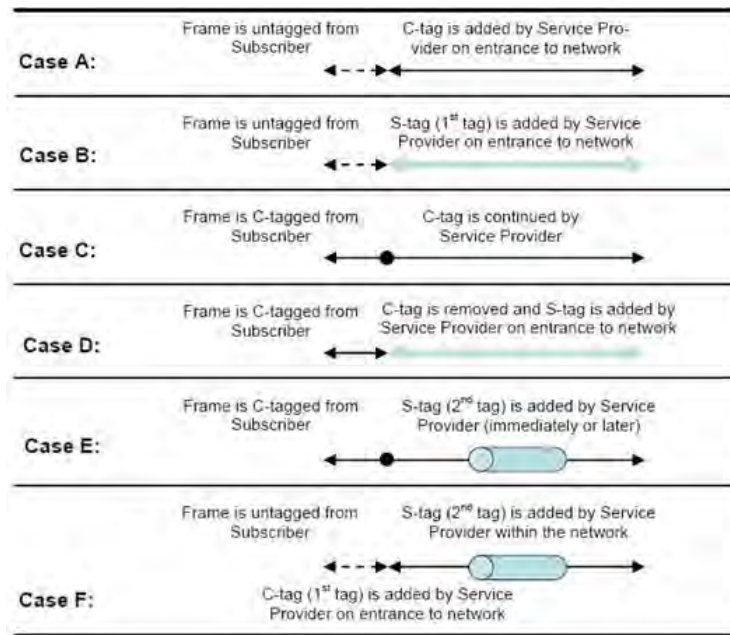 Frame is untagged from
Subscriber
C-tag is added by Service Pro-
vider on entrance to network
Case A:
Frame is untagged from
Subscriber
S-tag (1st tag) is added by Service
Provider on entrance to network
Case B:
Frame is C-tagged from
Subscriber
C-tag is continued by
Service Provider
Case C:
Frame is C-tagged from
Subscriber
C-tag is removed and S-tag is added by
Service Provider on entrance to network
Case D:
Frame is C-tagged from
Subscriber
S-tag (2nd tag) is added by Service
Provider (immediately or later)
Case E:
Frame is untagged from
Subscriber
S-tag (2nd tag) is added by Service
Provider within the network
Case F:
C-tag (1st tag) is added by Service
Provider on entrance to network